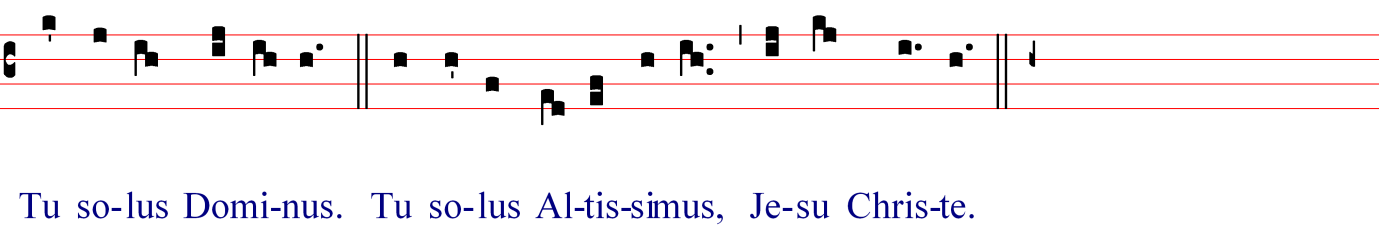 Tu so-lus Domi-nus. Tu so-lus Al-tis-simus, Je-su Chris-te.